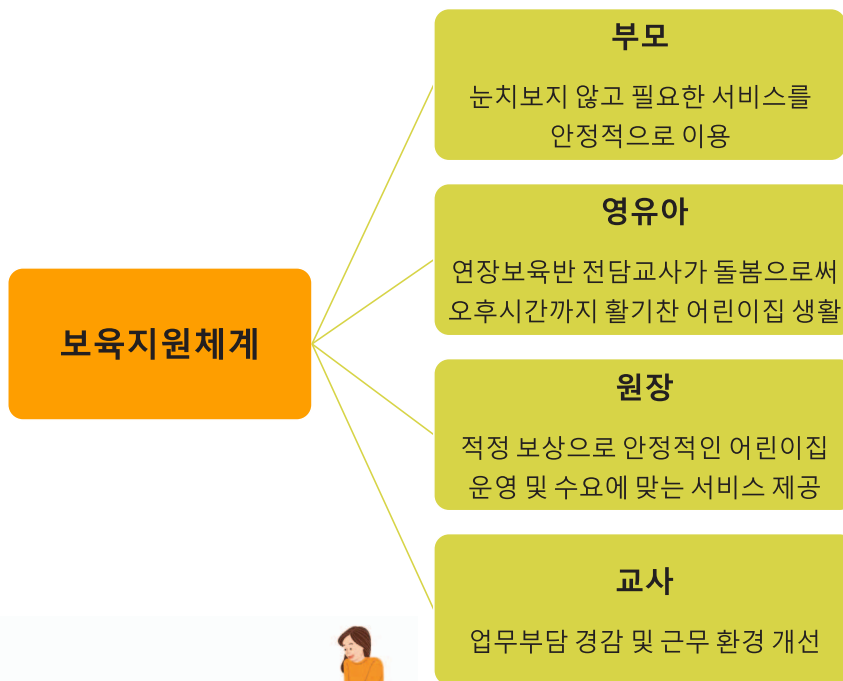 보육지원체계
부모
눈치보지 않고 필요한 서비스를
안정적으로 이용
영유아
연장보육반 전담교사가 돌봄으로써
오후시간까지 활기찬 어린이집 생활
원장
적정 보상으로 안정적인 어린이집
운영 및 수요에 맞는 서비스 제공
교사
업무부담 경감 및 근무 환경 개선